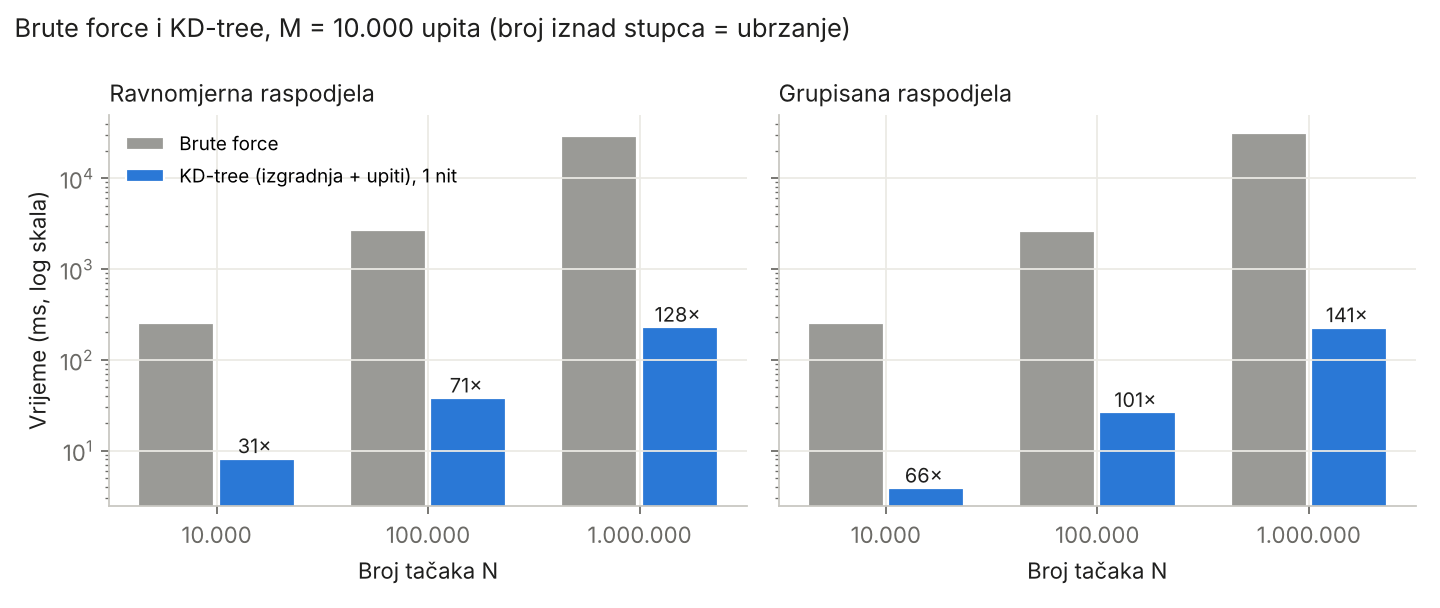 Brute force i KD-tree, M = 10.000 upita (broj iznad stupca = ubrzanje)
Ravnomjerna raspodjela
Brute force
KD-tree (izgradnja + upiti), 1 nit
Vrijeme (ms, log skala)
10⁴
10³
10²
10¹
31×
71×
128×
10.000
100.000
1.000.000
Broj tačaka N
Grupisana raspodjela
66×
101×
141×
10.000
100.000
1.000.000
Broj tačaka N